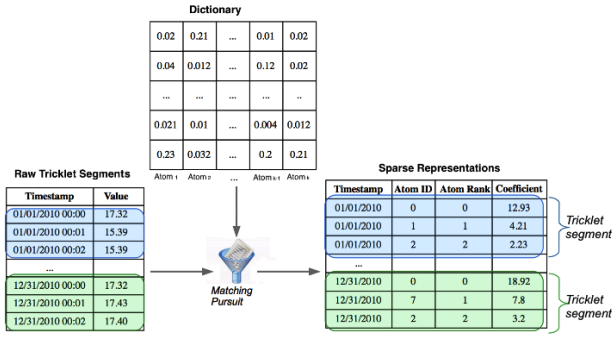 Dictionary
0.02 0.21 ... 0.01 0.02
0.04 0.012 ... 0.12 0.02
... ... ... ... ..
0.021 0.01 ... 0.004 0.012
0.23 0.032 ... 0.2 0.21
Atom 1 Atom 2 ... Atom k-1 Atom k
Raw Tricklet Segments
Timestamp Value
01/01/2010 00:00 17.32
01/01/2010 00:01 15.39
01/01/2010 00:02 15.39
...
12/31/2010 00:00 17.32
12/31/2010 00:01 17.43
12/31/2010 00:02 17.40
Matching
Pursuit
Sparse Representations
Timestamp Atom ID Atom Rank Coefficient
01/01/2010 0 0 12.93
01/01/2010 1 1 4.21
01/01/2010 2 2 2.23
...
12/31/2010 0 0 18.92
12/31/2010 7 1 7.8
12/31/2010 2 2 3.2
Tricklet
segment
Tricklet
segment